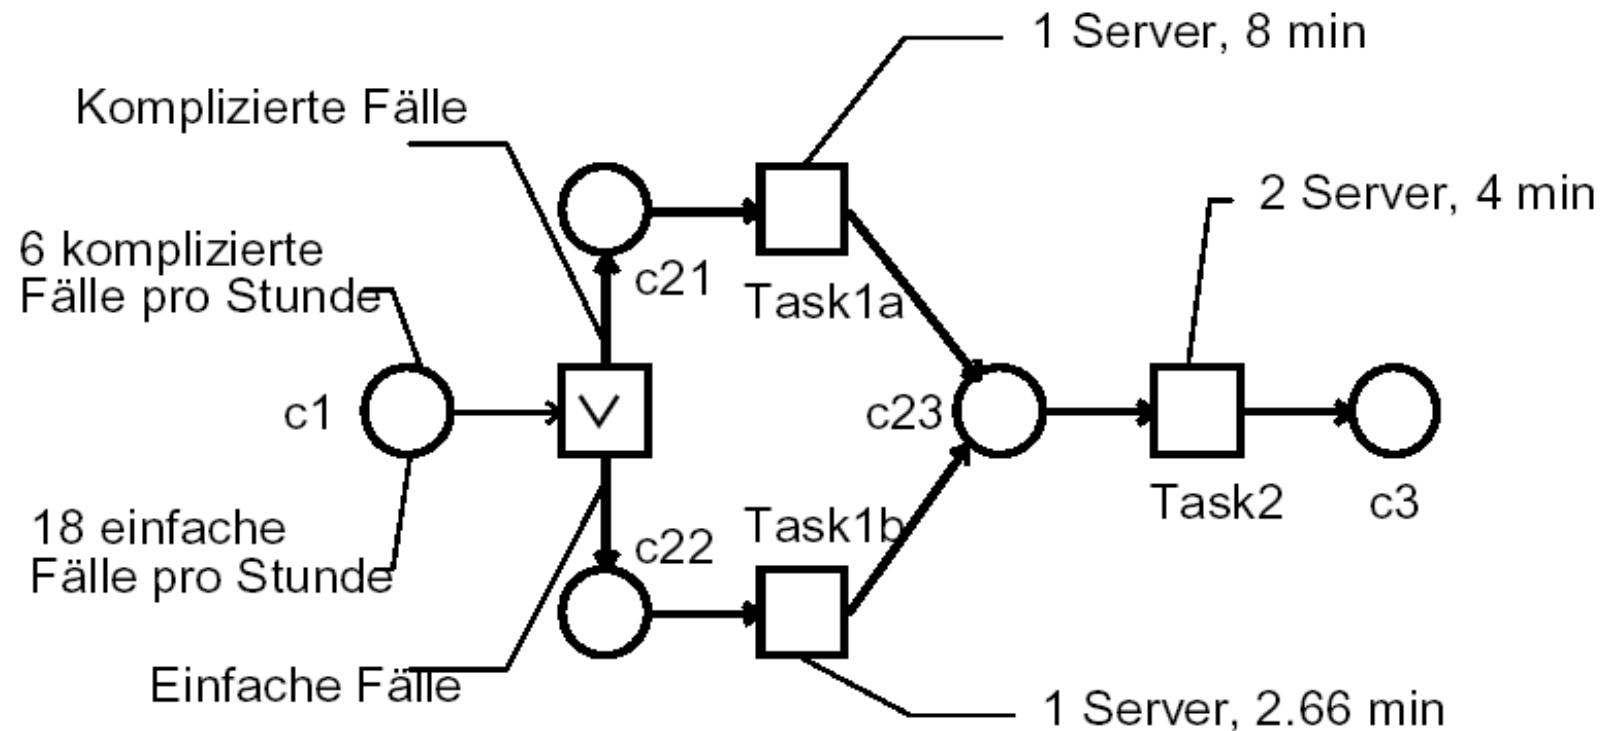 1 Server, 8 min
Komplizierte Fälle
2 Server, 4 min
6 komplizierte
Fälle pro Stunde
c21
Task1a
c1
V
c23
Task2
c3
18 einfache
Fälle pro Stunde
Task1b
c22
Einfache Fälle
1 Server, 2.66 min